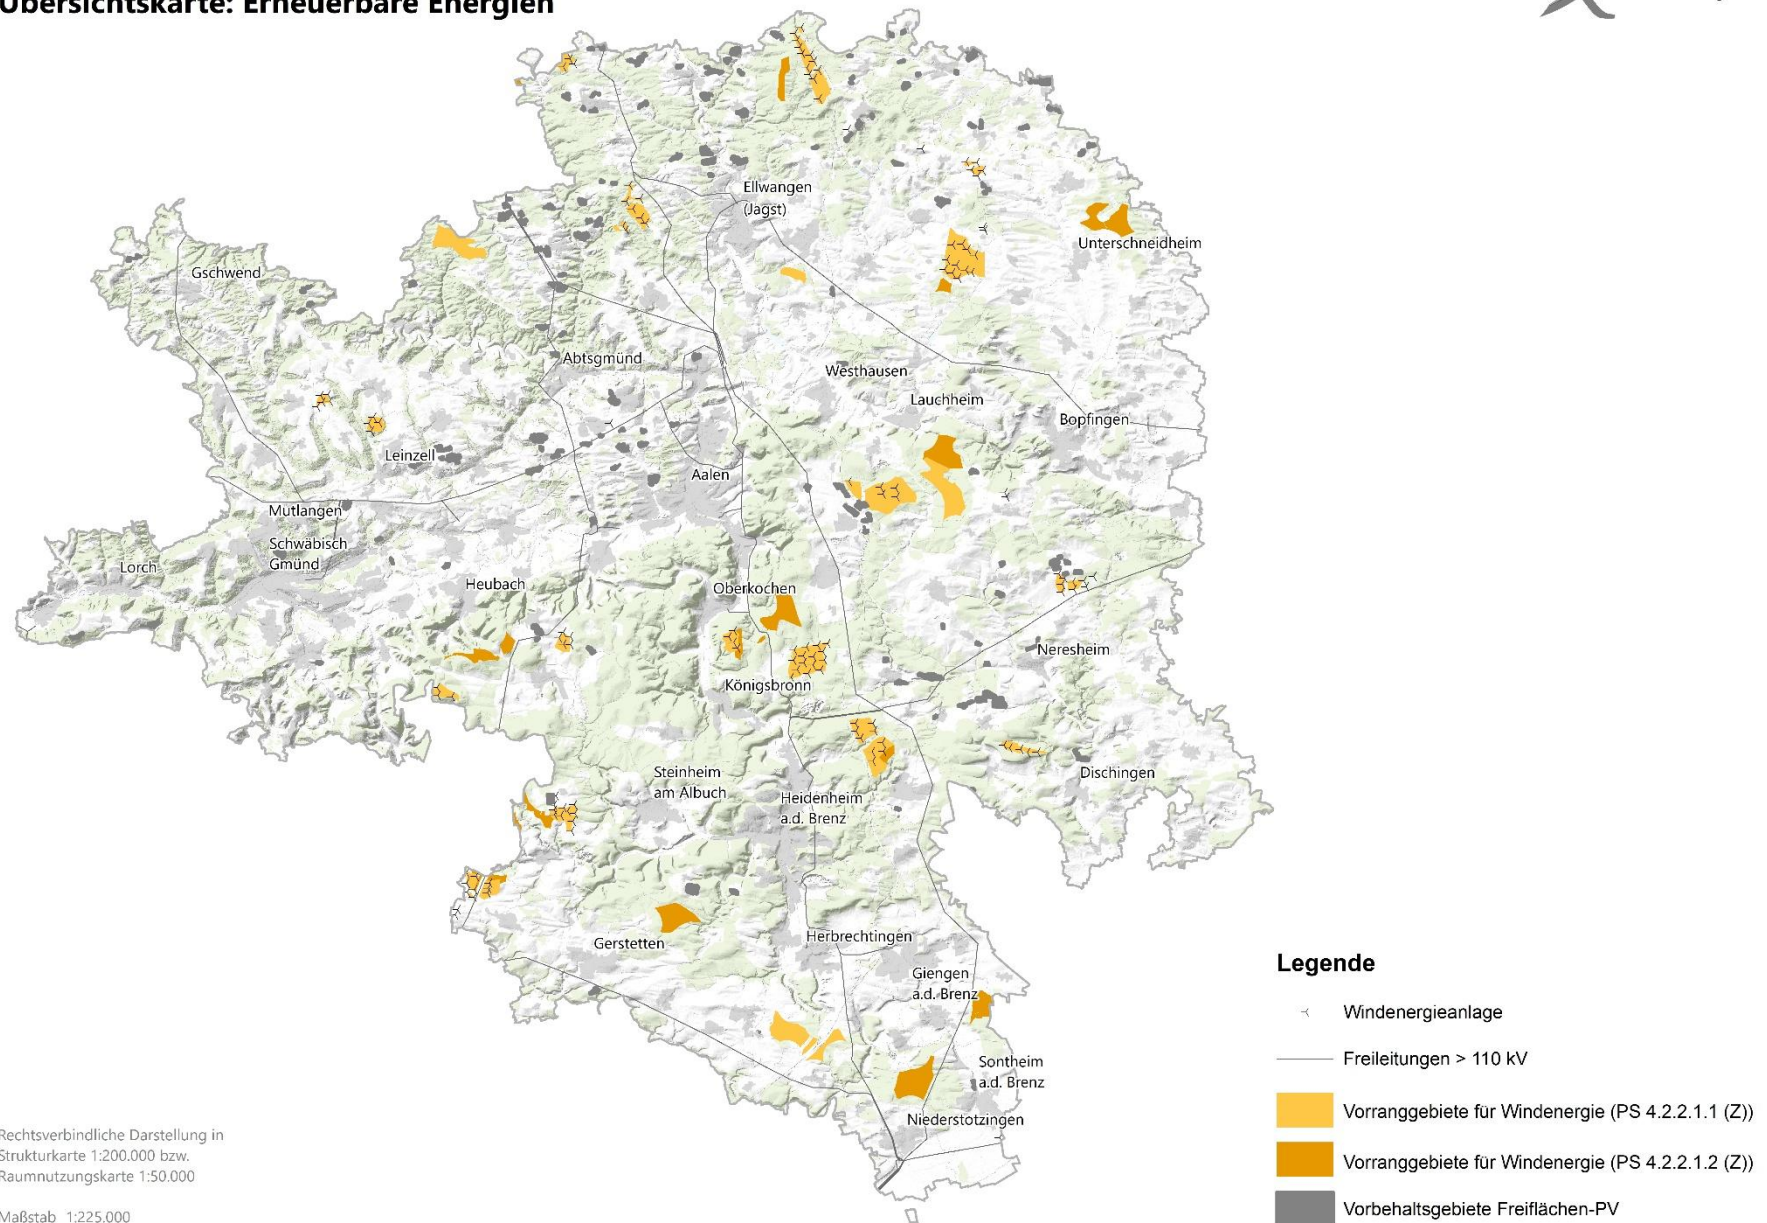 Übersichtskarte: Erneuerbare Energien
Ellwangen
(Jagst)
Unterschneidheim
Gschwend
Abtsgmünd
Westhausen
Lauchheim
Bopfingen
Leinzell
Aalen
Mutlangen
Schwäbisch
Gmünd
Lorch
Heubach
Oberkochen
Neresheim
Königsbronn
Steinheim
am Albuch
Dischingen
Heidenheim
a.d. Brenz
Gerstetten
Herbrechtingen
Giengen
a.d. Brenz
Sontheim
a.d. Brenz
Niederstotzingen
Legende
Windenergieanlage
Freileitungen > 110 kV
Vorranggebiete für Windenergie (PS 4.2.2.1.1 (Z))
Vorranggebiete für Windenergie (PS 4.2.2.1.2 (Z))
Vorbehaltsgebiete Freiflächen-PV
Rechtsverbindliche Darstellung in
Strukturkarte 1:200.000 bzw.
Raumnutzungskarte 1:50.000
Maßstab 1:225.000